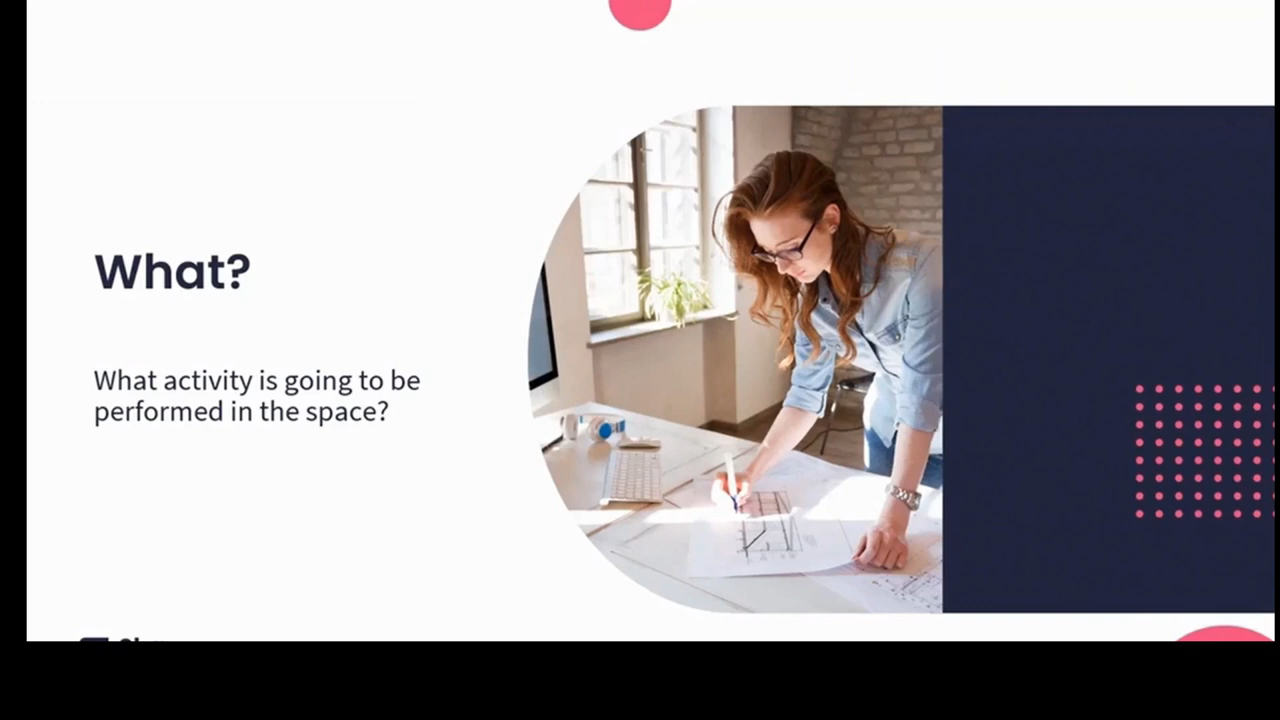 What?
What activity is going to be
performed in the space?